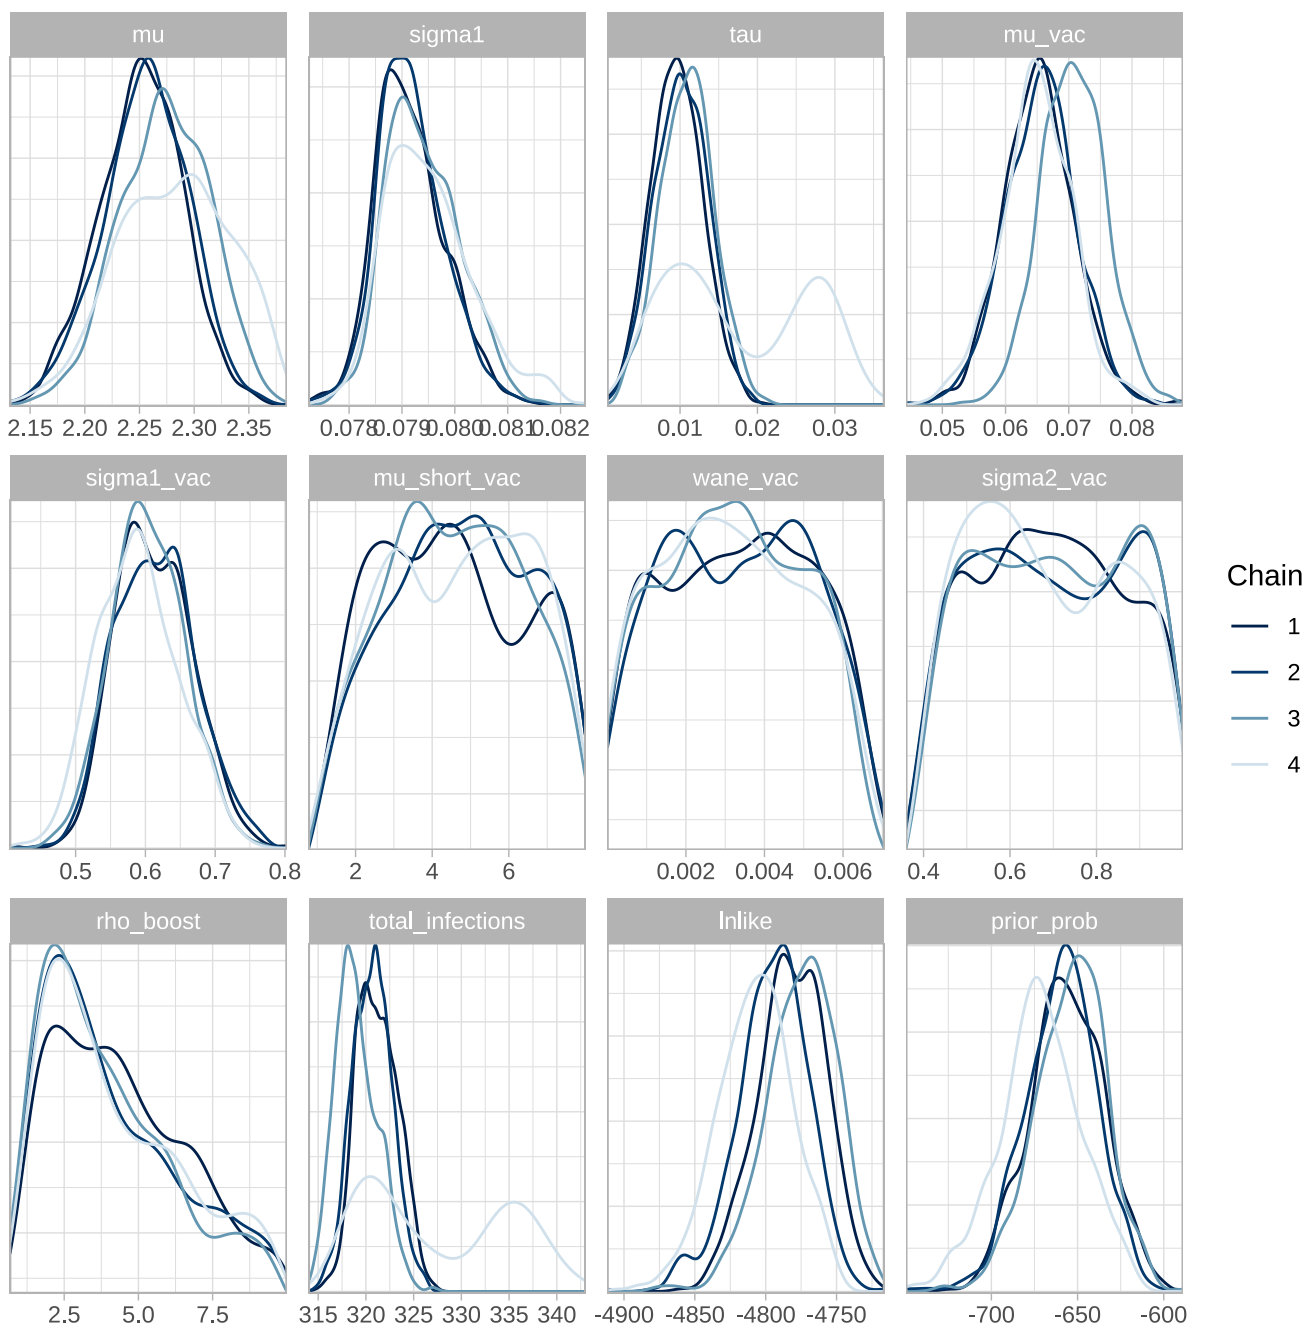 mu sigma1 tau mu_vac
2.15 2.20 2.25 2.30 2.35 0.078 0.079 0.080 0.081 0.082 0.01 0.02 0.03 0.05 0.06 0.07 0.08
sigma1_vac mu_short_vac wane_vac sigma2_vac
0.5 0.6 0.7 0.8 2 4 6 0.002 0.004 0.006 0.4 0.6 0.8
Chain
1
2
3
4
rho_boost total_infections lnlike prior_prob
2.5 5.0 7.5 315 320 325 330 335 340 -4900 -4850 -4800 -4750 -700 -650 -600